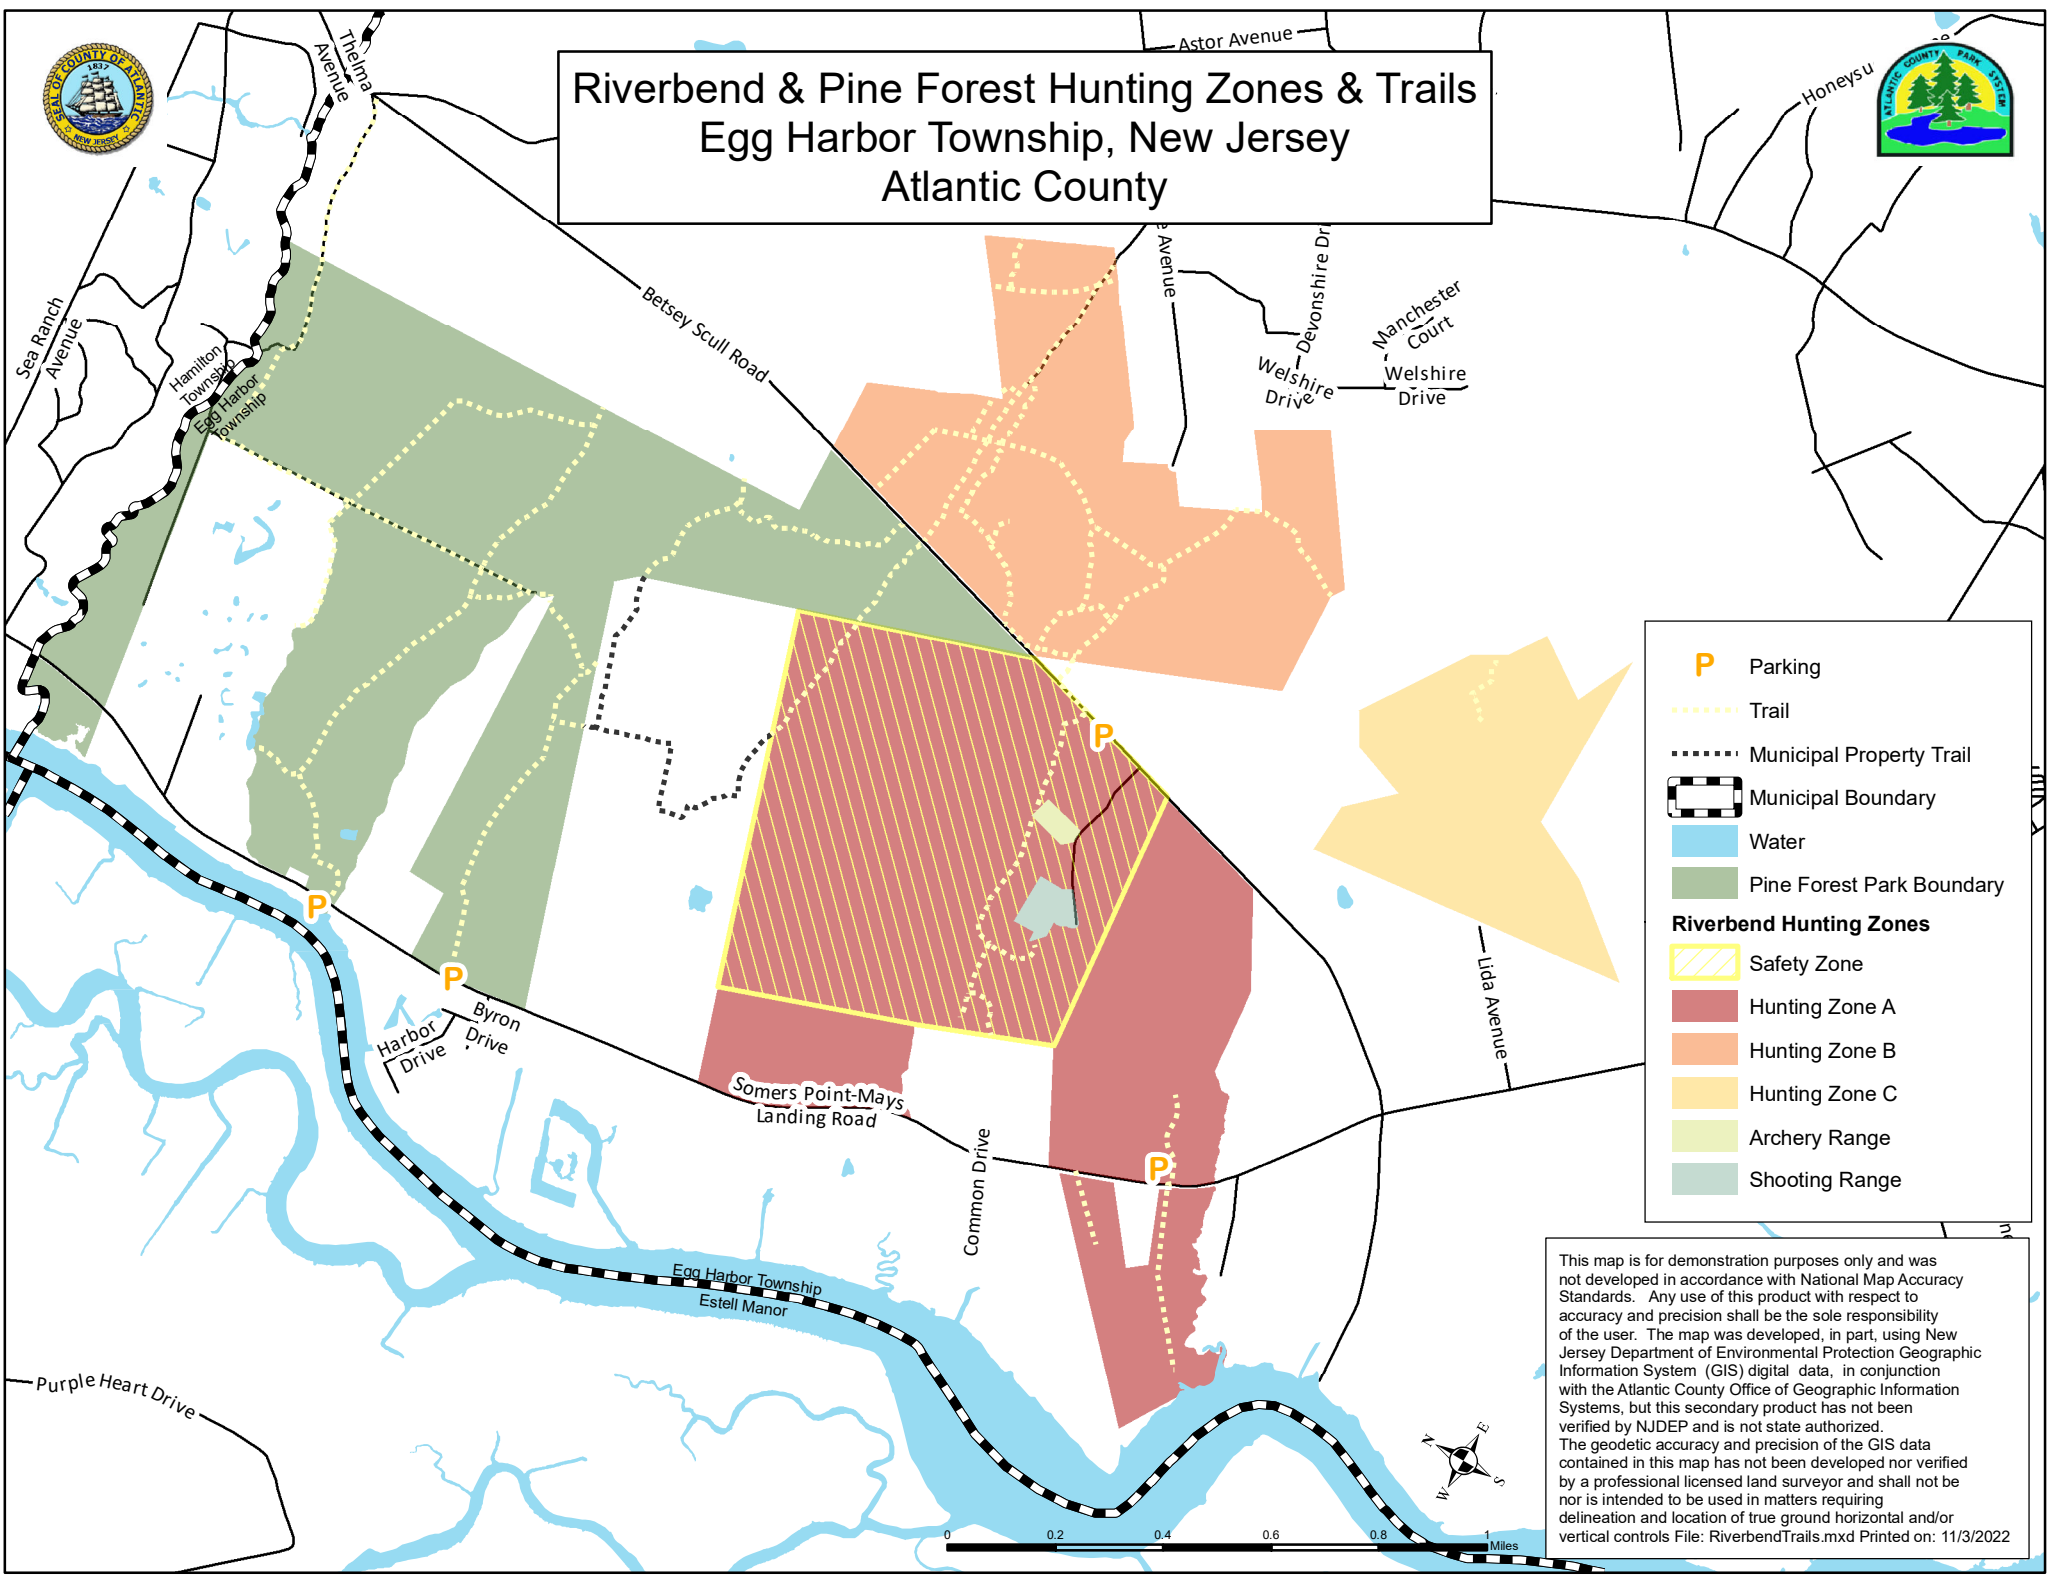 Riverbend & Pine Forest Hunting Zones & Trails
Egg Harbor Township, New Jersey
Atlantic County
SEAL OF COUNTY OF ATLANTIC
1837
NEW JERSEY
ATLANTIC COUNTY PARK SYSTEM
Thelma
Avenue
Astor Avenue
Honeysu
e Avenue
Devonshire Dr
Manchester
Court
Welshire
Drive
Welshire
Drive
Sea Ranch
Avenue
Betsey Scull Road
Hamilton
Township
Egg Harbor
Township
P
P
P
P
Harbor
Drive
Byron
Drive
Somers Point-Mays
Landing Road
Common Drive
Lida Avenue
Egg Harbor Township
Estell Manor
Purple Heart Drive
P Parking
Trail
Municipal Property Trail
Municipal Boundary
Water
Pine Forest Park Boundary
Riverbend Hunting Zones
Safety Zone
Hunting Zone A
Hunting Zone B
Hunting Zone C
Archery Range
Shooting Range
This map is for demonstration purposes only and was
not developed in accordance with National Map Accuracy
Standards. Any use of this product with respect to
accuracy and precision shall be the sole responsibility
of the user. The map was developed, in part, using New
Jersey Department of Environmental Protection Geographic
Information System (GIS) digital data, in conjunction
with the Atlantic County Office of Geographic Information
Systems, but this secondary product has not been
verified by NJDEP and is not state authorized.
The geodetic accuracy and precision of the GIS data
contained in this map has not been developed nor verified
by a professional licensed land surveyor and shall not be
nor is intended to be used in matters requiring
delineation and location of true ground horizontal and/or
vertical controls File: RiverbendTrails.mxd Printed on: 11/3/2022
N
E
W
S
0 0.2 0.4 0.6 0.8 1
Miles